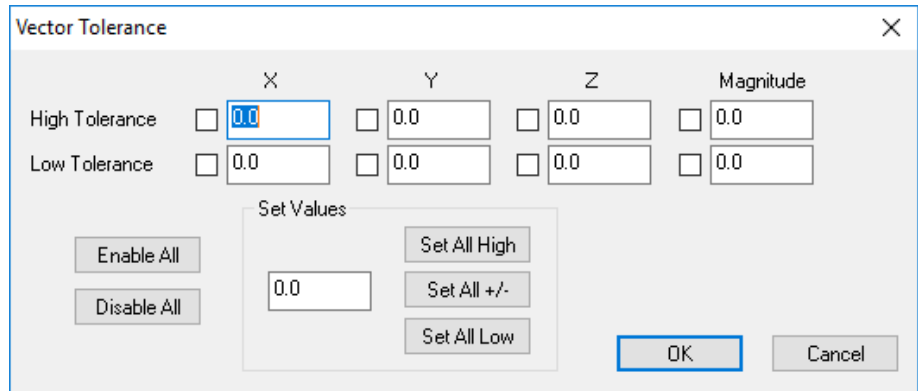 Vector Tolerance
X Y Z Magnitude
High Tolerance 0.0 0.0 0.0 0.0
Low Tolerance 0.0 0.0 0.0 0.0
Set Values
Enable All
Disable All
0.0
Set All High
Set All +/-
Set All Low
OK Cancel